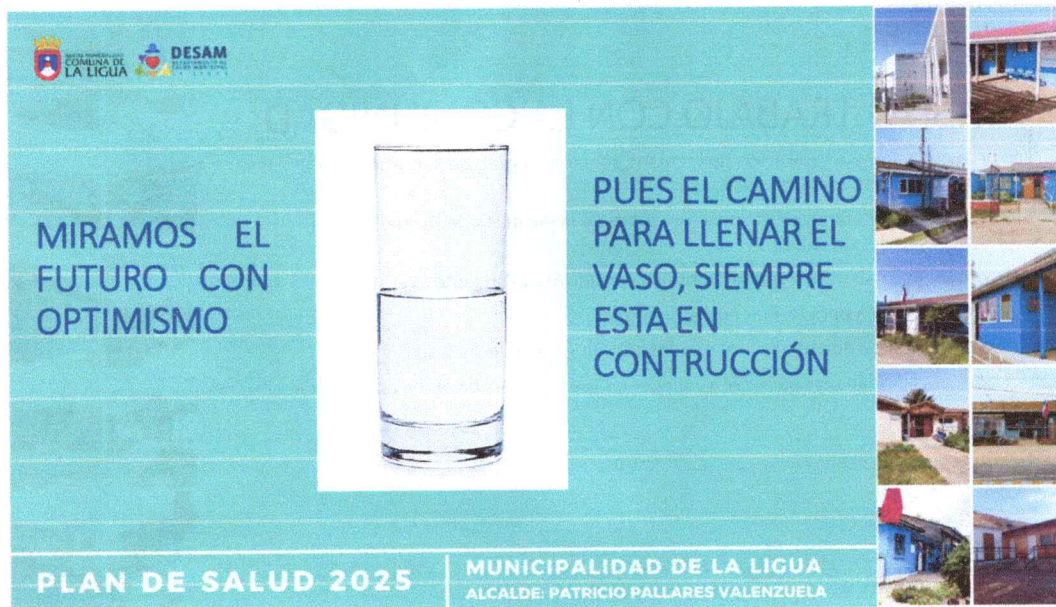 COMUNA DE
LA LIGUA
DESAM
MIRAMOS EL
FUTURO CON
OPTIMISMO
PUES EL CAMINO
PARA LLENAR EL
VASO, SIEMPRE
ESTA EN
CONTRUCCIÓN
PLAN DE SALUD 2025
MUNICIPALIDAD DE LA LIGUA
ALCALDE: PATRICIO PALLARES VALENZUELA